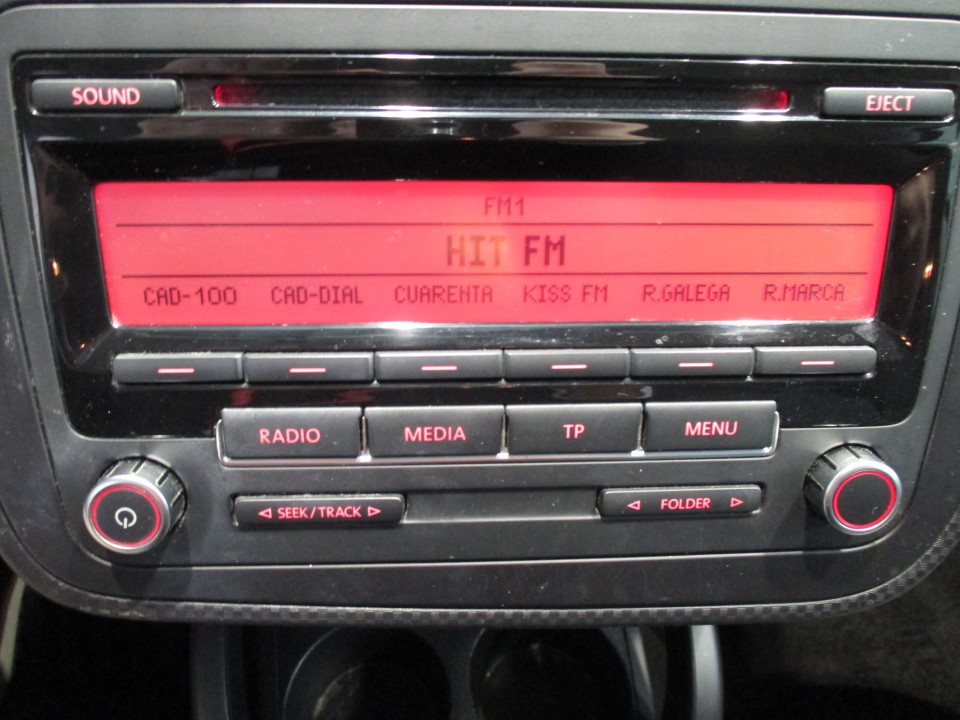 SOUND
EJECT
FM1
HIT FM
CAD-100 CAD-DIAL CUARENTA KISS FM R.GALEGA R.MARCA
RADIO MEDIA TP MENU
SEEK/TRACK FOLDER